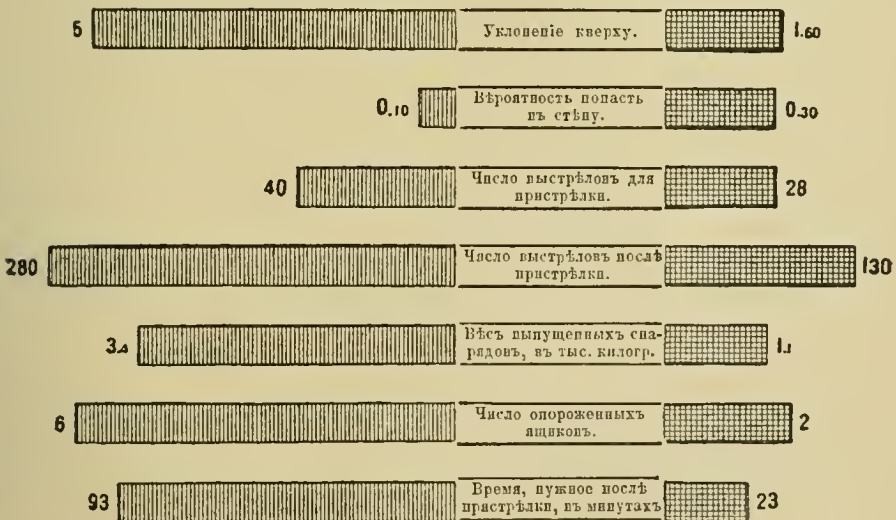 5 Уклоненіе кверху. 1.60
0.10 Вѣроятность попасть 0.30
въ стѣну.
40 Число выстрѣловъ для 28
пристрѣлки.
280 Число выстрѣловъ послѣ 130
пристрѣлки.
3.4 Вѣсъ выпущенныхъ сна- 1.1
рядовъ, въ тыс. килогр.
6 Число опороженныхъ 2
ящиковъ.
93 Время, нужное послѣ 23
пристрѣлки, въ минутахъ